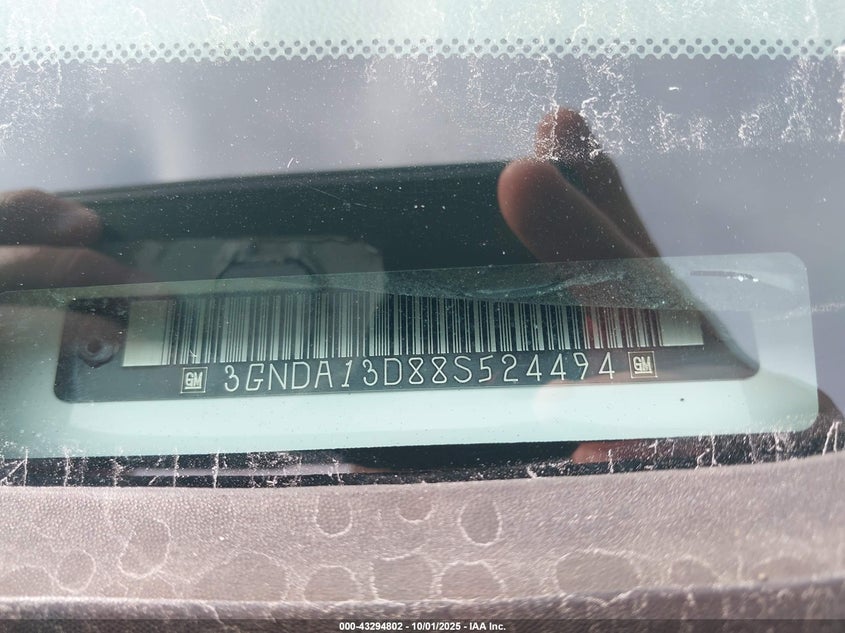 GM 3GNDA13D88S524494 GM
000-43294802 - 10/01/2025 - IAA Inc.